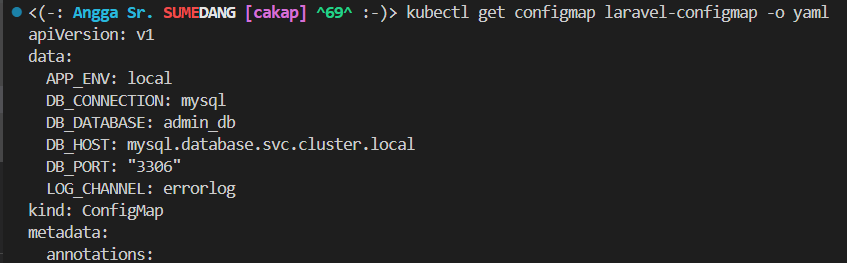 <(-: Angga Sr. SUMEDANG [cakap] ^69^ :-)> kubectl get configmap laravel-configmap -o yaml
apiVersion: v1
data:
  APP_ENV: local
  DB_CONNECTION: mysql
  DB_DATABASE: admin_db
  DB_HOST: mysql.database.svc.cluster.local
  DB_PORT: "3306"
  LOG_CHANNEL: errorlog
kind: ConfigMap
metadata:
  annotations: